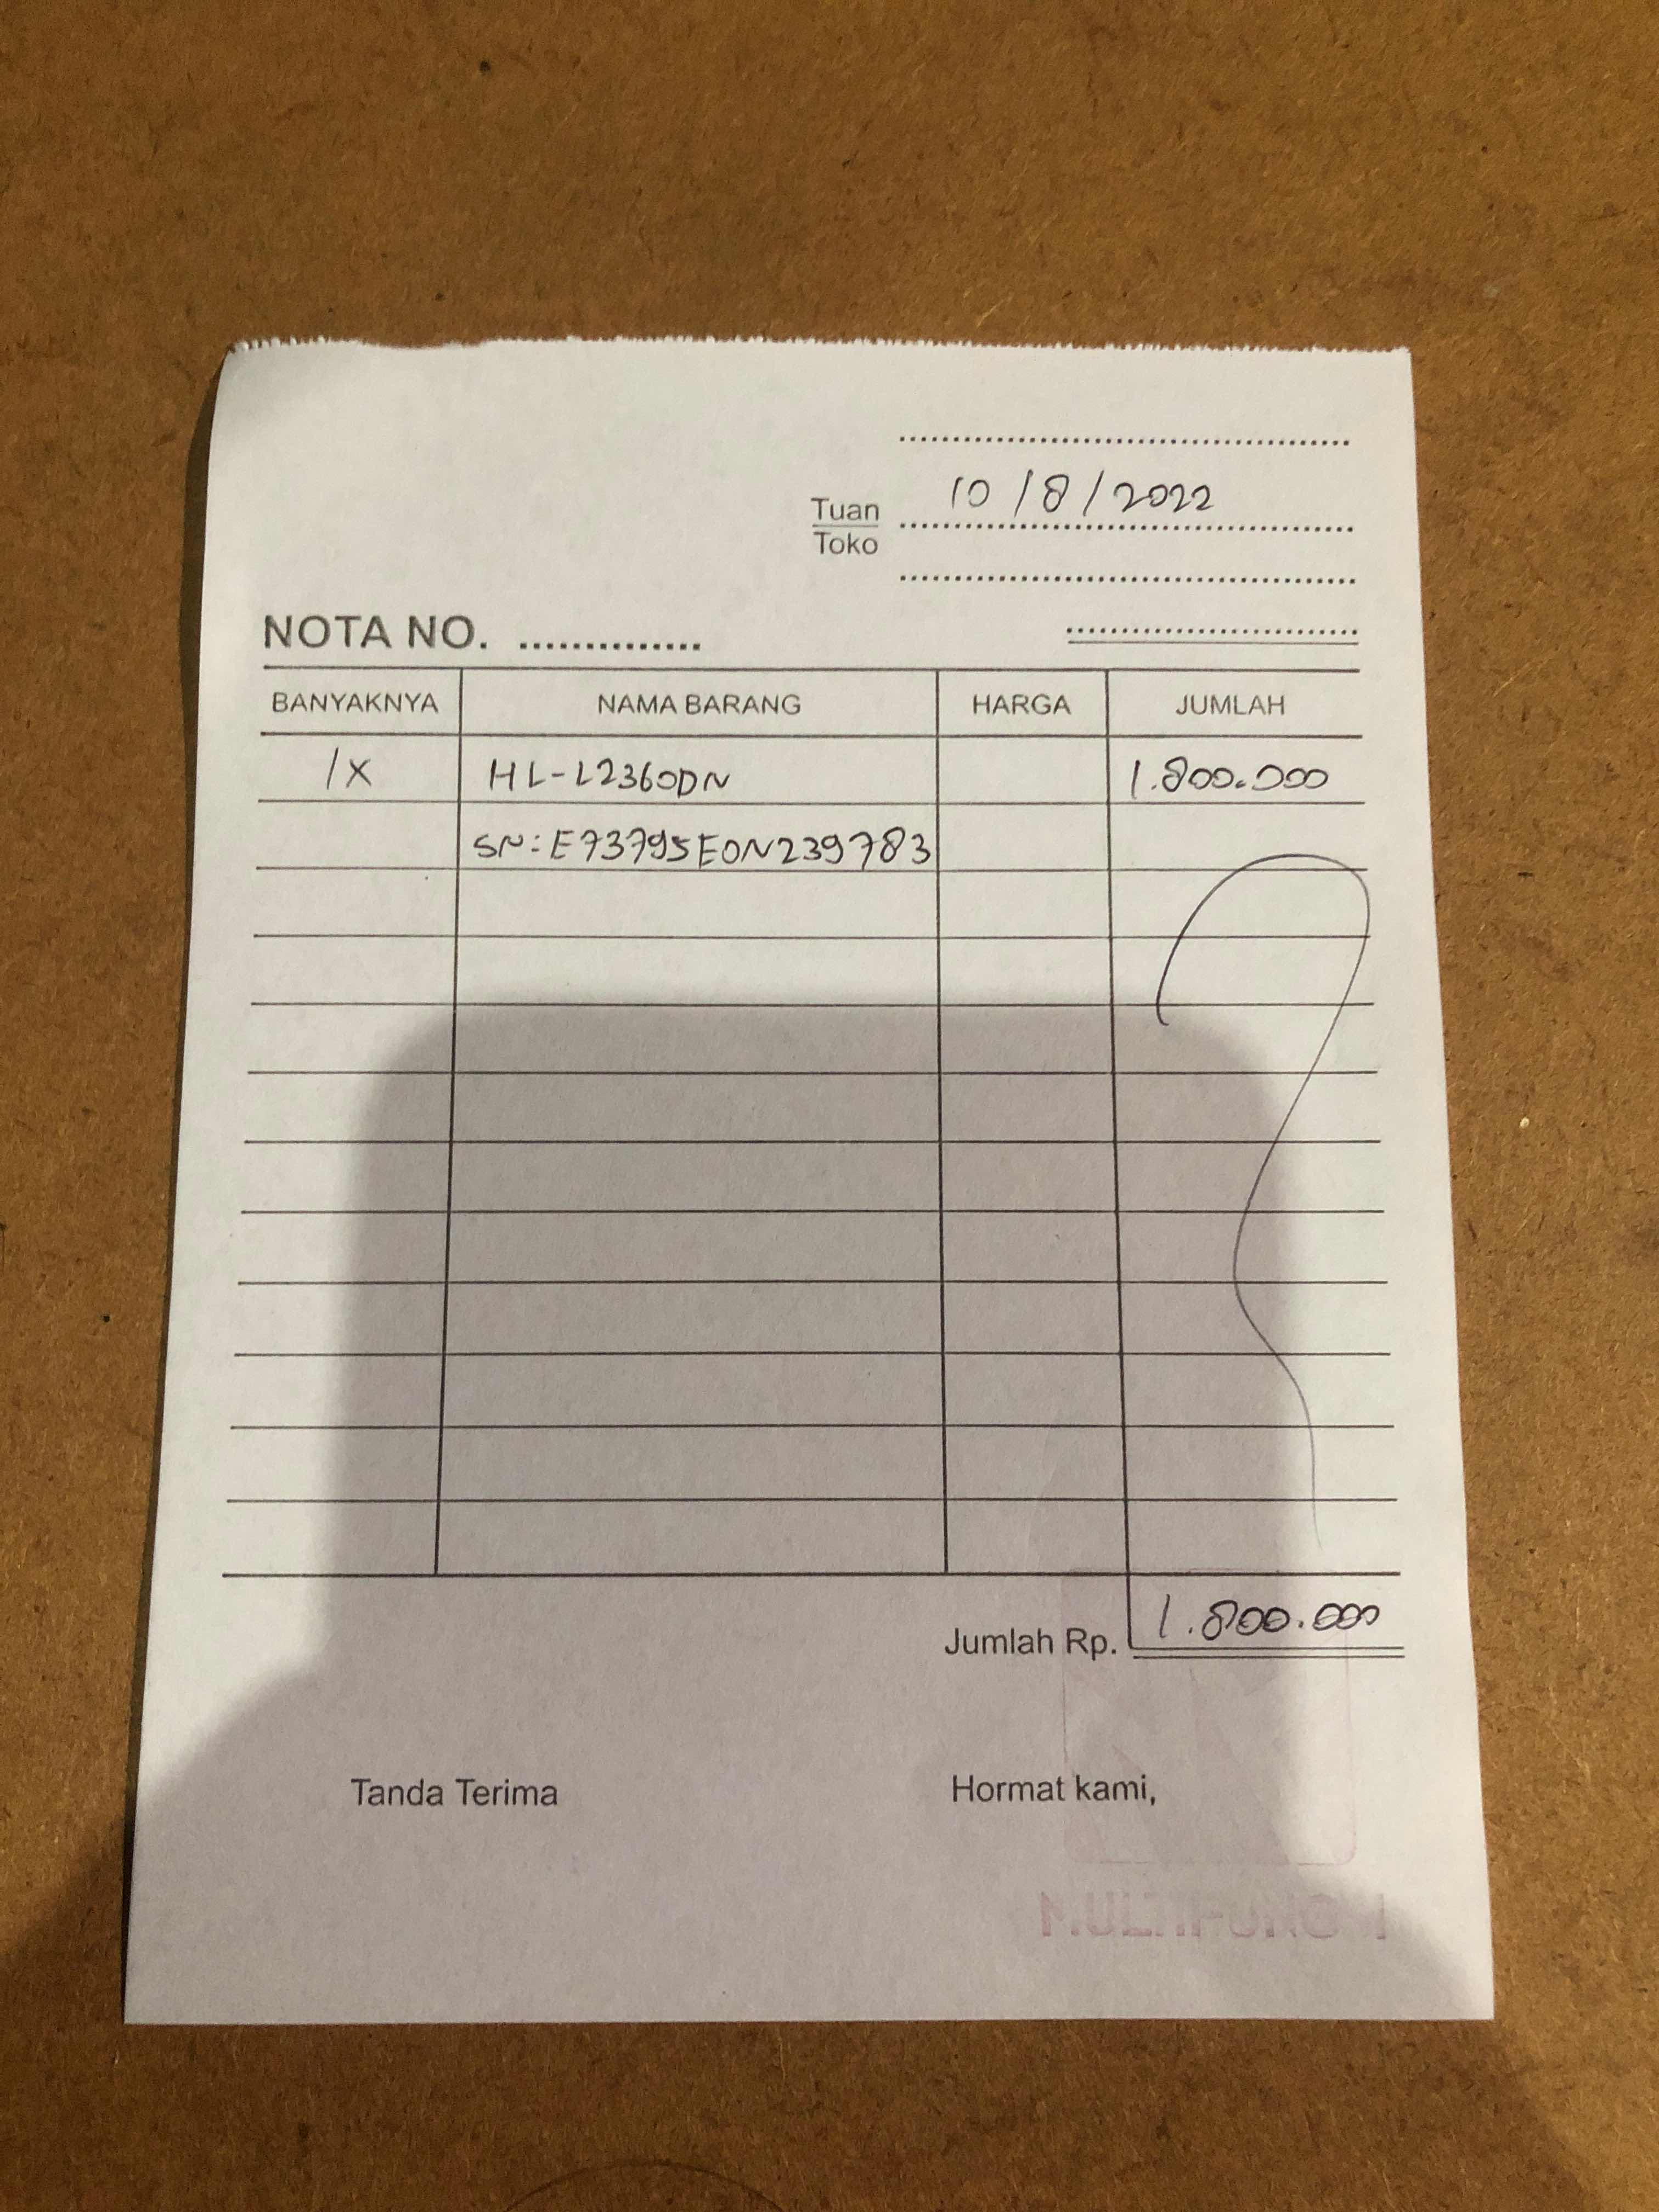 10/8/2022
Tuan
Toko
NOTA NO. ..............
BANYAKNYA NAMA BARANG HARGA JUMLAH
1X HL-L2360DN 1.800.000
SN: E73795E0N239783
Jumlah Rp. 1.800.000
Tanda Terima Hormat kami,